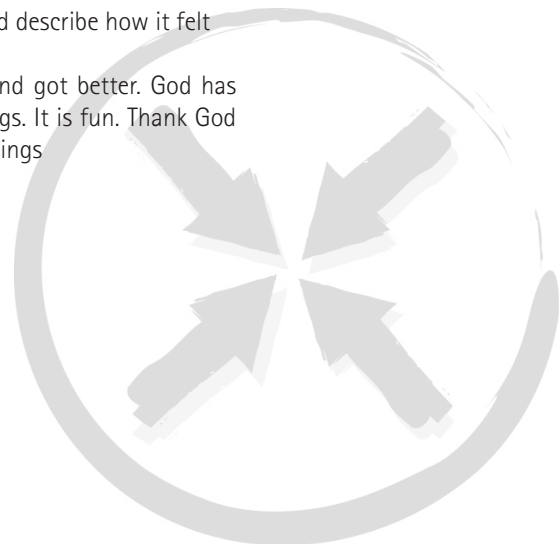 d describe how it felt
nd got better. God has
gs. It is fun. Thank God
ings